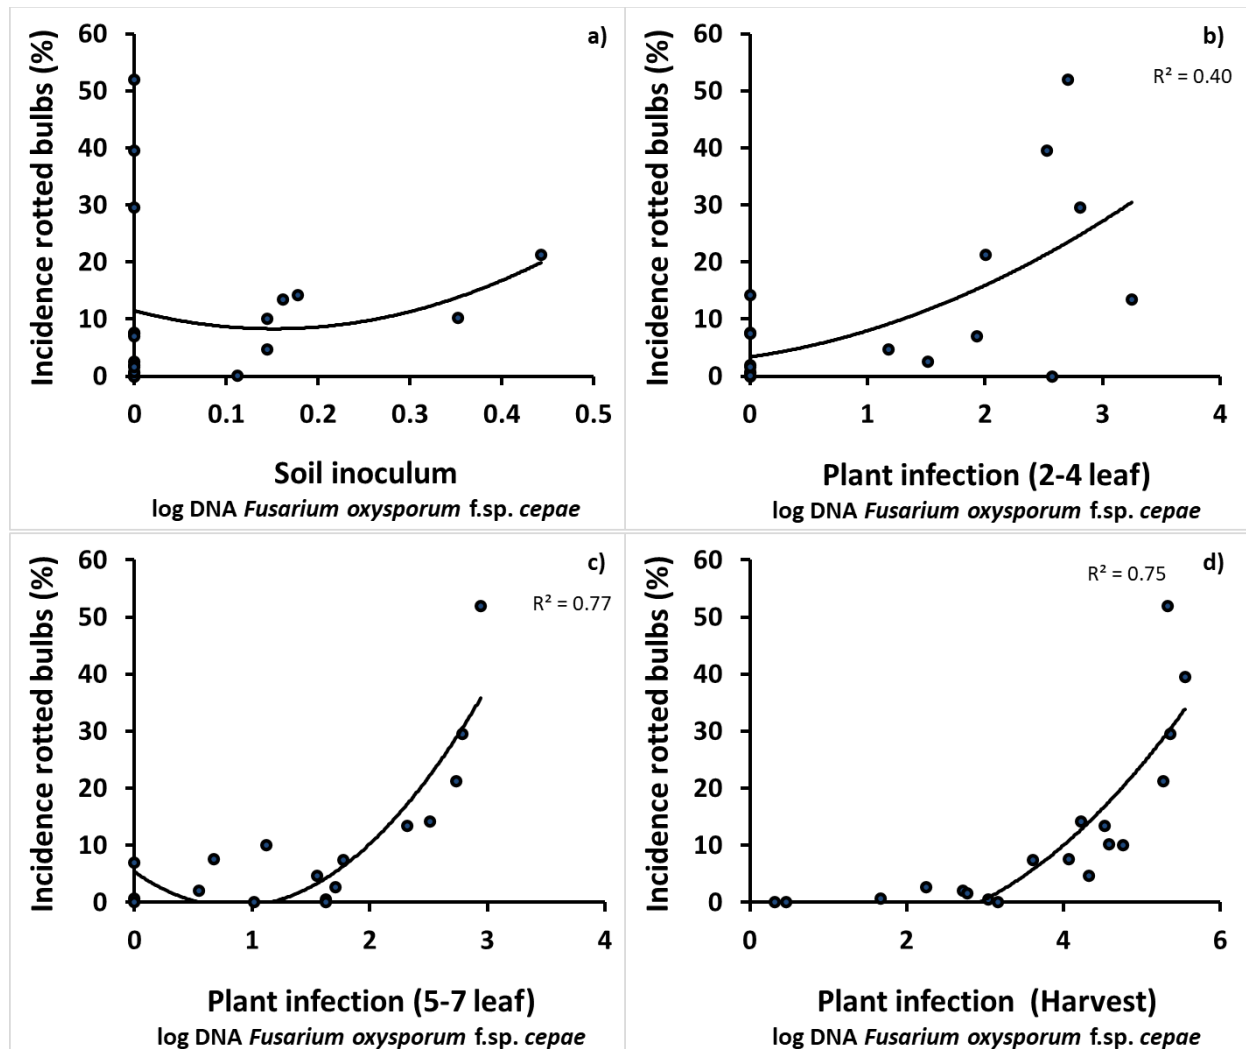 a)
Incidence rotted bulbs (%)
60
50
40
30
20
10
0
0 0.1 0.2 0.3 0.4 0.5
Soil inoculum
log DNA Fusarium oxysporum f.sp. cepae
b)
R² = 0.40
Incidence rotted bulbs (%)
60
50
40
30
20
10
0
0 1 2 3 4
Plant infection (2-4 leaf)
log DNA Fusarium oxysporum f.sp. cepae
c)
R² = 0.77
Incidence rotted bulbs (%)
60
50
40
30
20
10
0
0 1 2 3 4
Plant infection (5-7 leaf)
log DNA Fusarium oxysporum f.sp. cepae
d)
R² = 0.75
Incidence rotted bulbs (%)
60
50
40
30
20
10
0
0 2 4 6
Plant infection (Harvest)
log DNA Fusarium oxysporum f.sp. cepae